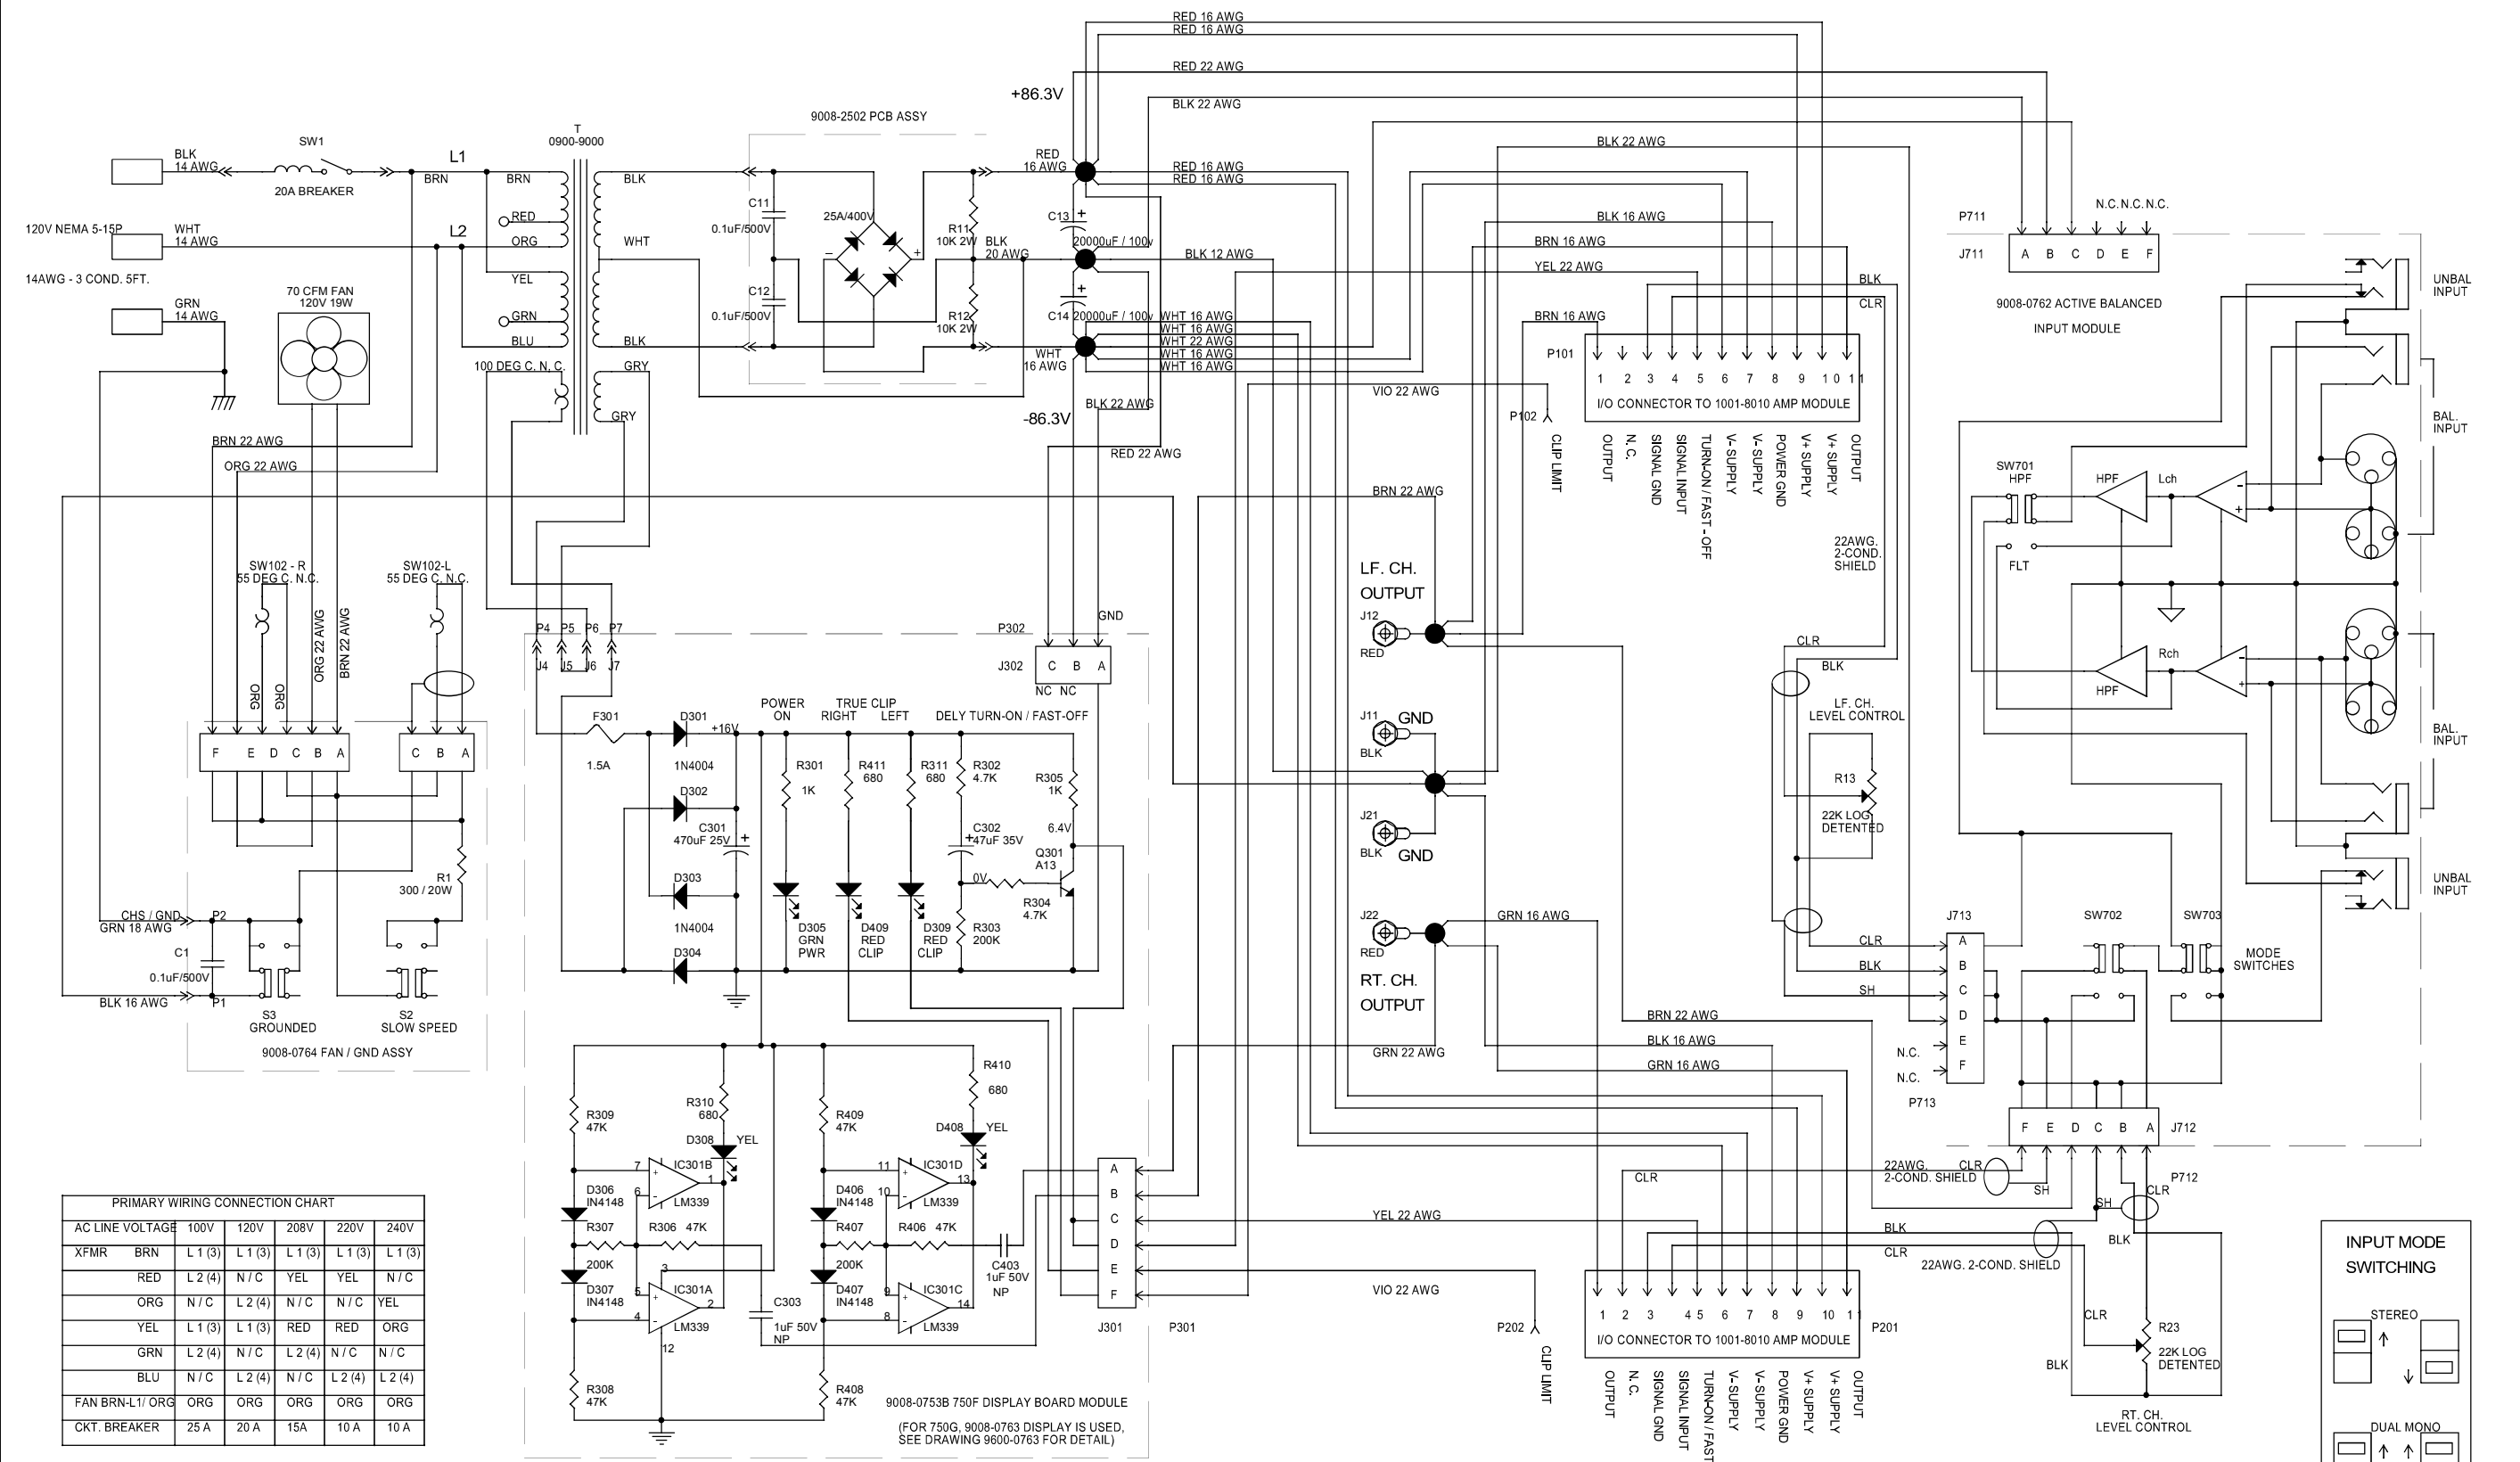 RED 16 AWG
RED 16 AWG
RED 22 AWG
+86.3V
BLK 22 AWG
9008-2502 PCB ASSY
T
0900-9000
SW1
BLK
14 AWG
20A BREAKER
L1
BRN
BRN
BLK
RED
16 AWG
RED 16 AWG
RED 16 AWG
BLK 22 AWG
120V NEMA 5-15P
WHT
14 AWG
L2
RED
ORG
WHT
C11
0.1uF/500V
25A/400V
-
+
R11
10K 2W
BLK
20 AWG
C13
+
20000uF / 100v
BLK 12 AWG
BLK 16 AWG
BRN 16 AWG
YEL 22 AWG
BLK
CLR
P711
N.C. N.C. N.C.
J711
A B C D E F
9008-0762 ACTIVE BALANCED
INPUT MODULE
UNBAL
INPUT
14AWG - 3 COND. 5FT.
GRN
14 AWG
70 CFM FAN
120V 19W
YEL
GRN
BLU
BLK
C12
0.1uF/500V
R12
10K 2W
+
C14
20000uF / 100v
WHT
16 AWG
WHT 16 AWG
WHT 16 AWG
WHT 22 AWG
WHT 16 AWG
WHT 16 AWG
BRN 16 AWG
P101
1 2 3 4 5 6 7 8 9 1 0 1 1
I/O CONNECTOR TO 1001-8010 AMP MODULE
100 DEG C. N. C.
GRY
GRY
-86.3V
BLK 22 AWG
RED 22 AWG
VIO 22 AWG
P102
CLIP LIMIT
OUTPUT
N. C.
SIGNAL GND
SIGNAL INPUT
TURN-ON / FAST - OFF
V- SUPPLY
V- SUPPLY
POWER GND
V+ SUPPLY
V+ SUPPLY
OUTPUT
BAL.
INPUT
BRN 22 AWG
ORG 22 AWG
BRN 22 AWG
SW701
HPF
HPF
Lch
-
+
FLT
22AWG.
2-COND.
SHIELD
SW102 - R
55 DEG C. N.C.
SW102-L
55 DEG C. N.C.
ORG
ORG
ORG 22 AWG
BRN 22 AWG
LF. CH.
OUTPUT
J12
RED
P4 P5 P6 P7
J4 J5 J6 J7
P302
GND
J302
C B A
NC NC
CLR
BLK
Rch
HPF
-
+
LF. CH.
LEVEL CONTROL
BAL.
INPUT
F E D C B A
C B A
F301
1.5A
D301
1N4004
+16V
POWER
ON
TRUE CLIP
RIGHT LEFT
DELY TURN-ON / FAST-OFF
J11
GND
BLK
R301
1K
R411
680
R311
680
R302
4.7K
R305
1K
R13
22K LOG
DETENTED
D302
C301
470uF 25V
+
C302
+
47uF 35V
6.4V
Q301
A13
0V
R304
4.7K
J21
BLK
GND
R1
300 / 20W
D303
1N4004
D304
D305
GRN
PWR
D409
RED
CLIP
D309
RED
CLIP
R303
200K
J22
RED
GRN 16 AWG
RT. CH.
OUTPUT
UNBAL
INPUT
CHS / GND
GRN 18 AWG
P2
C1
0.1uF/500V
BLK 16 AWG
P1
S3
GROUNDED
S2
SLOW SPEED
9008-0764 FAN / GND ASSY
J713
CLR
BLK
SH
A
B
C
D
E
F
N.C.
N.C.
P713
SW702
SW703
MODE
SWITCHES
BRN 22 AWG
BLK 16 AWG
GRN 16 AWG
GRN 22 AWG
R309
47K
R310
680
R409
47K
R410
680
D308
YEL
D408
YEL
F E D C B A
J712
7
+
IC301B
6
-
1
LM339
11
+
IC301D
10
-
13
LM339
D306
IN4148
R307
200K
R306 47K
D406
IN4148
R407
200K
R406 47K
C403
1uF 50V
NP
D307
IN4148
3
5
+
IC301A
2
4
-
LM339
12
C303
1uF 50V
NP
D407
IN4148
9
+
IC301C
14
8
-
LM339
R308
47K
R408
47K
A
B
C
D
E
F
J301
P301
CLR
YEL 22 AWG
VIO 22 AWG
22AWG.
2-COND. SHIELD
CLR
SH
P712
CLR
SH
BLK
BLK
CLR
22AWG. 2-COND. SHIELD
P202
CLIP LIMIT
1 2 3 4 5 6 7 8 9 10 1 1
I/O CONNECTOR TO 1001-8010 AMP MODULE
P201
OUTPUT
N. C.
SIGNAL GND
SIGNAL INPUT
TURN-ON / FAST
V- SUPPLY
V- SUPPLY
POWER GND
V+ SUPPLY
V+ SUPPLY
OUTPUT
CLR
R23
22K LOG
DETENTED
BLK
RT. CH.
LEVEL CONTROL
9008-0753B 750F DISPLAY BOARD MODULE
(FOR 750G, 9008-0763 DISPLAY IS USED,
SEE DRAWING 9600-0763 FOR DETAIL)
PRIMARY WIRING CONNECTION CHART
AC LINE VOLTAGE 100V 120V 208V 220V 240V
XFMR BRN L 1 (3) L 1 (3) L 1 (3) L 1 (3) L 1 (3)
RED L 2 (4) N / C YEL YEL N / C
ORG N / C L 2 (4) N / C N / C YEL
YEL L 1 (3) L 1 (3) RED RED ORG
GRN L 2 (4) N / C L 2 (4) N / C N / C
BLU N / C L 2 (4) N / C L 2 (4) L 2 (4)
FAN BRN-L1/ ORG ORG ORG ORG ORG ORG
CKT. BREAKER 25 A 20 A 15A 10 A 10 A
INPUT MODE
SWITCHING
STEREO
DUAL MONO